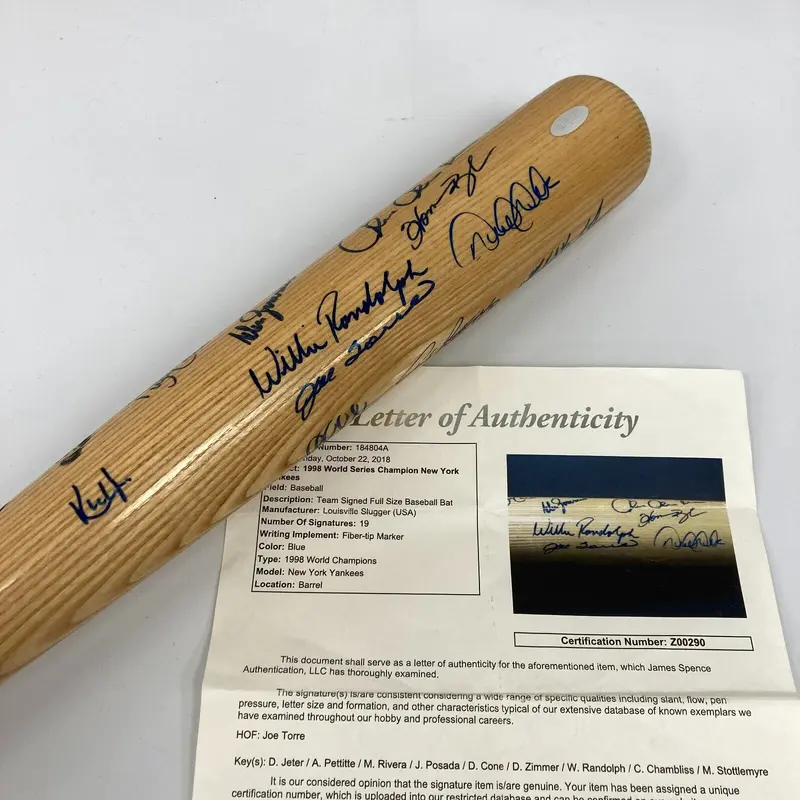 Willie Randolph
Joe Torre
Letter of Authenticity
Number: 184804A
October 22, 2018
1998 World Series Champion New York
Field: Baseball
Description: Team Signed Full Size Baseball Bat
Manufacturer: Louisville Slugger (USA)
Number Of Signatures: 19
Writing Implement: Fiber-tip Marker
Color: Blue
Type: 1998 World Champions
Model: New York Yankees
Location: Barrel
Willie Randolph
Joe Torre
Certification Number: Z00290
This document shall serve as a letter of authenticity for the aforementioned item, which James Spence
Authentication, LLC has thoroughly examined.
The signature(s) is/are consistent considering a wide range of specific qualities including slant, flow, pen
pressure, letter size and formation, and other characteristics typical of our extensive database of known exemplars we
have examined throughout our hobby and professional careers.
HOF: Joe Torre
Key(s): D. Jeter / A. Pettitte / M. Rivera / J. Posada / D. Cone / D. Zimmer / W. Randolph / C. Chambliss / M. Stottlemyre
It is our considered opinion that the signature item is/are genuine. Your item has been assigned a unique
certification number, which is uploaded into our restricted database and can be confirmed